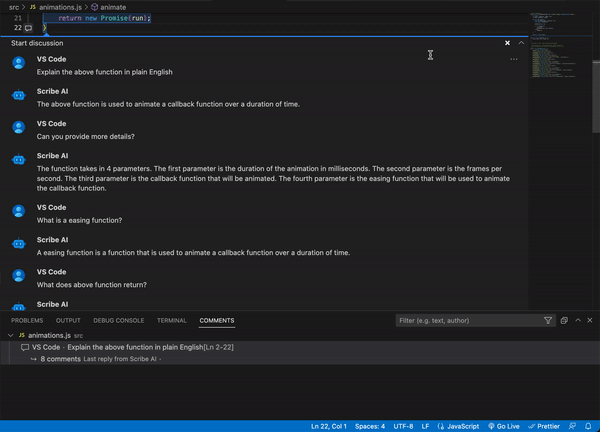 src > JS animations.js > animate
21 return new Promise(run);
22 }
Start discussion
VS Code
Explain the above function in plain English
Scribe AI
The above function is used to animate a callback function over a duration of time.
VS Code
Can you provide more details?
Scribe AI
The function takes in 4 parameters. The first parameter is the duration of the animation in milliseconds. The second parameter is the frames per
second. The third parameter is the callback function that will be animated. The fourth parameter is the easing function that will be used to animate
the callback function.
VS Code
What is a easing function?
Scribe AI
A easing function is a function that is used to animate a callback function over a duration of time.
VS Code
What does above function return?
Scribe AI
PROBLEMS OUTPUT DEBUG CONSOLE TERMINAL COMMENTS Filter (e.g. text, author)
JS animations.js src
VS Code · Explain the above function in plain English[Ln 2-22]
8 comments Last reply from Scribe AI
Ln 22, Col 1 Spaces: 4 UTF-8 LF JavaScript Go Live Prettier